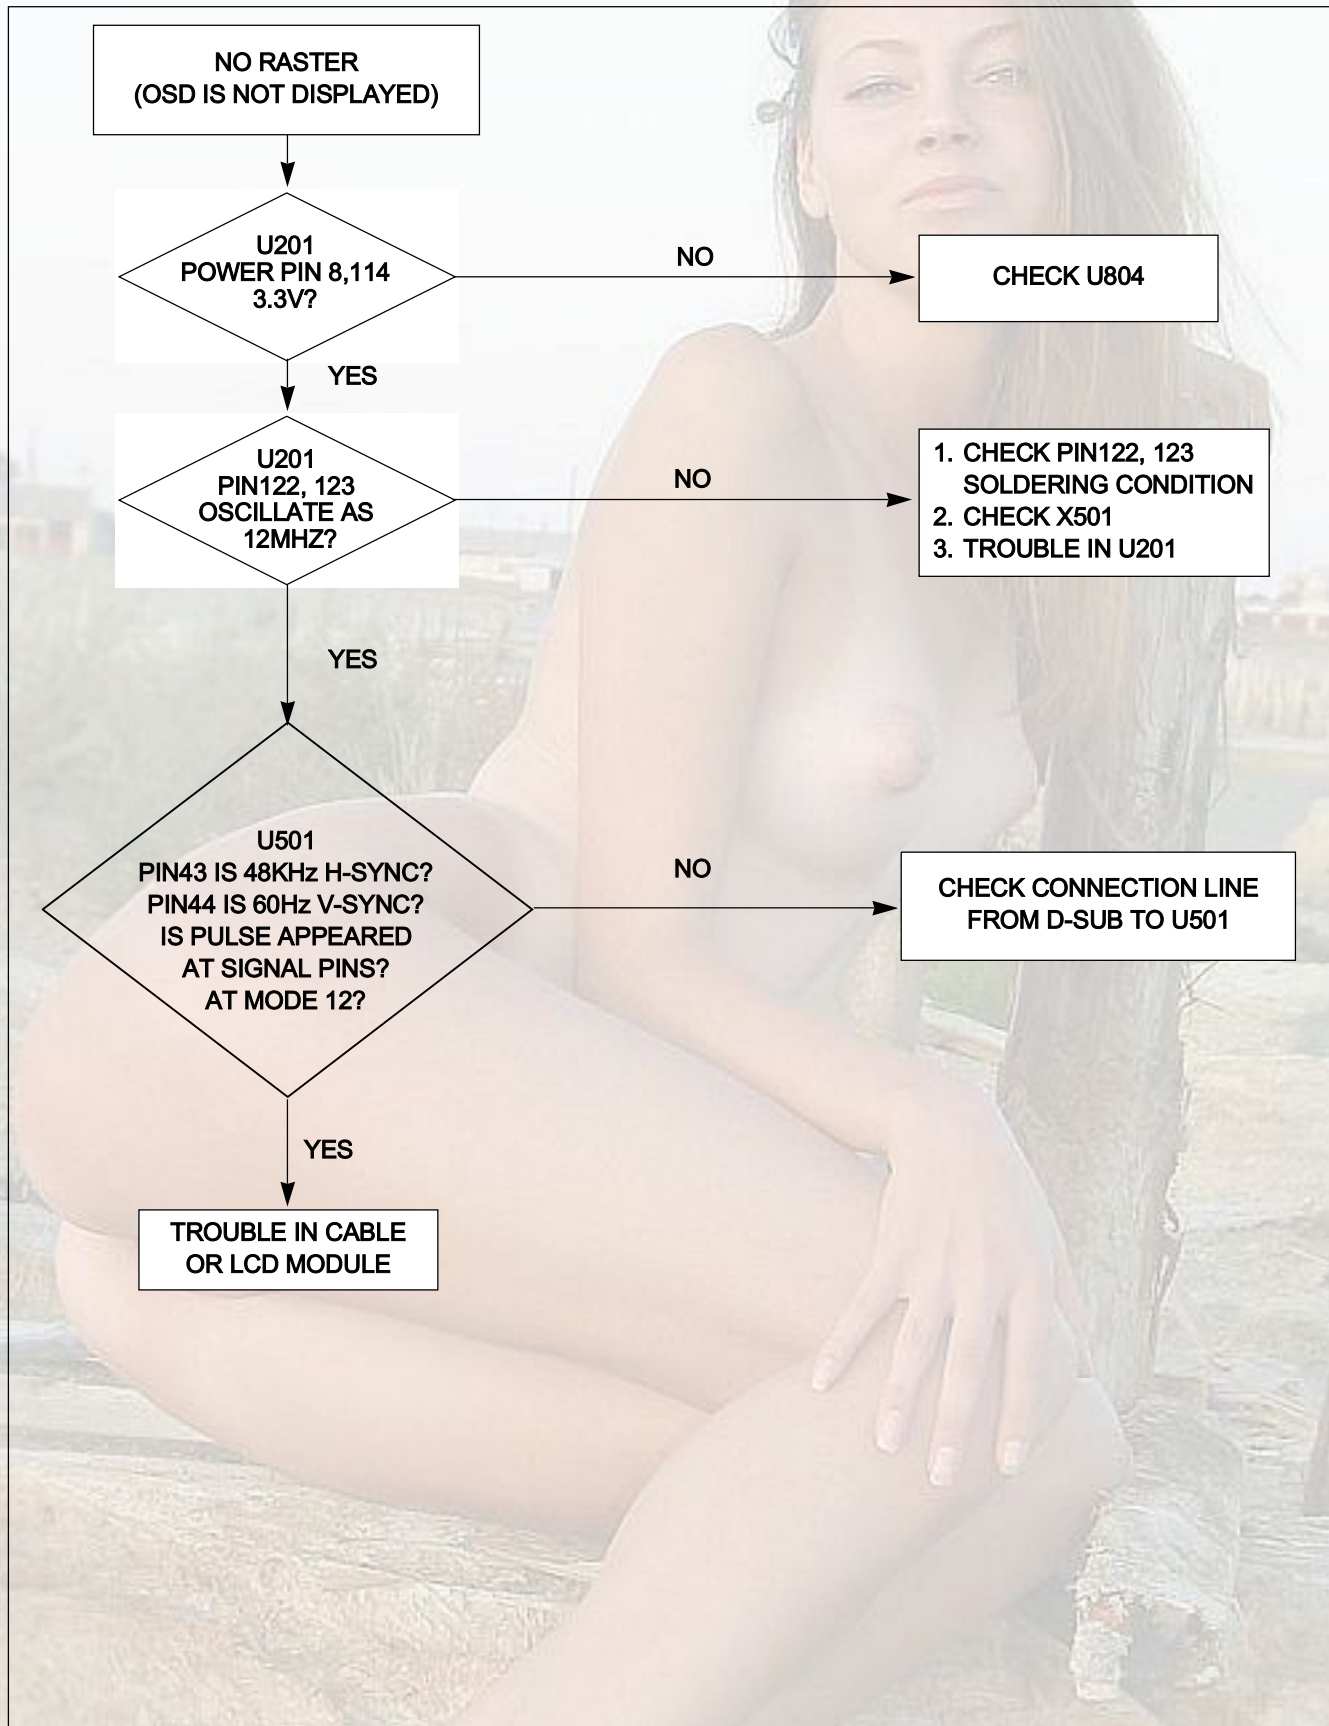 NO RASTER
(OSD IS NOT DISPLAYED)
U201
POWER PIN 8,114
3.3V?
NO
CHECK U804
YES
U201
PIN122, 123
OSCILLATE AS
12MHZ?
NO
1. CHECK PIN122, 123
SOLDERING CONDITION
2. CHECK X501
3. TROUBLE IN U201
YES
U501
PIN43 IS 48KHz H-SYNC?
PIN44 IS 60Hz V-SYNC?
IS PULSE APPEARED
AT SIGNAL PINS?
AT MODE 12?
NO
CHECK CONNECTION LINE
FROM D-SUB TO U501
YES
TROUBLE IN CABLE
OR LCD MODULE